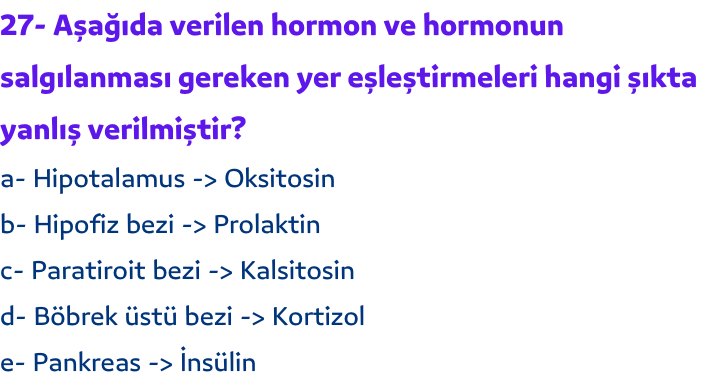 27- Aşağıda verilen hormon ve hormonun
salgılanması gereken yer eşleştirmeleri hangi şıkta
yanlış verilmiştir?
a- Hipotalamus -> Oksitosin
b- Hipofiz bezi -> Prolaktin
c- Paratiroit bezi -> Kalsitosin
d- Böbrek üstü bezi -> Kortizol
e- Pankreas -> İnsülin